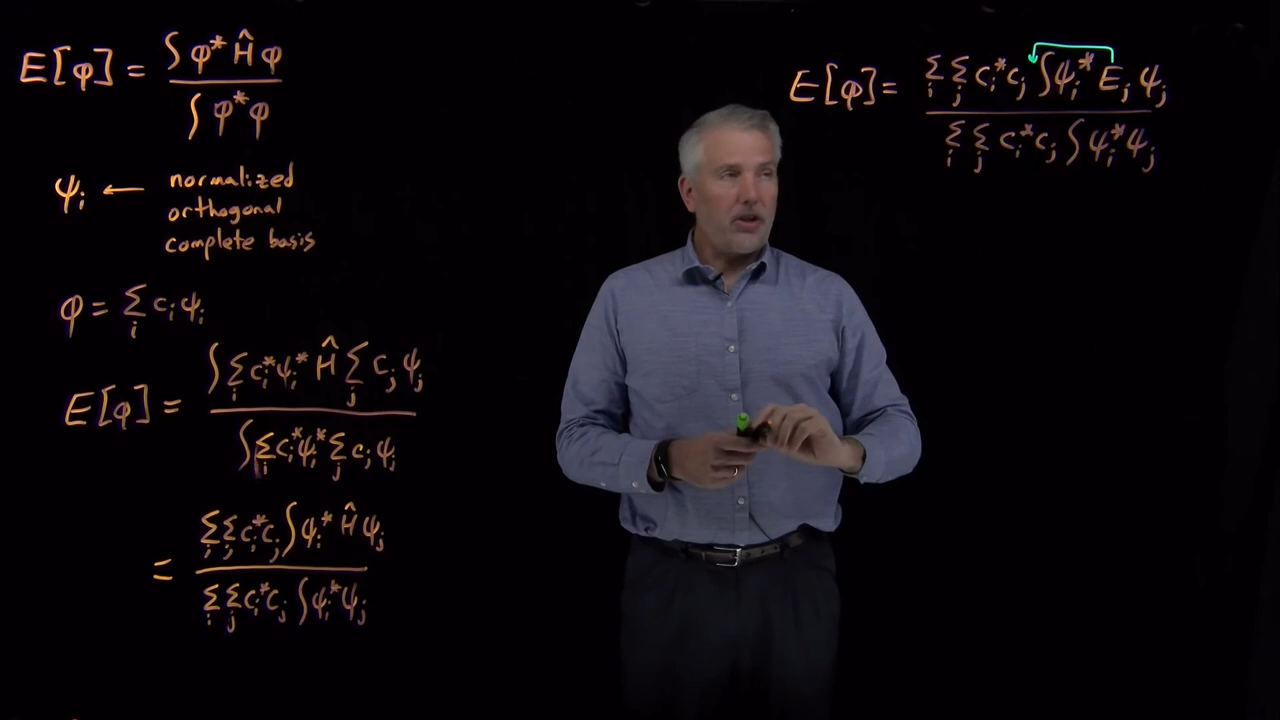 E[φ] = ∫ φ* Ĥ φ / ∫ φ* φ
ψᵢ ← normalized
orthogonal
complete basis
φ = Σᵢ cᵢ ψᵢ
E[φ] = ∫ Σᵢ cᵢ* ψᵢ* Ĥ Σⱼ cⱼ ψⱼ / ∫ Σᵢ cᵢ* ψᵢ* Σⱼ cⱼ ψⱼ
= Σᵢ Σⱼ cᵢ* cⱼ ∫ ψᵢ* Ĥ ψⱼ / Σᵢ Σⱼ cᵢ* cⱼ ∫ ψᵢ* ψⱼ
E[φ] = Σᵢ Σⱼ cᵢ* cⱼ ∫ ψᵢ* Eⱼ ψⱼ / Σᵢ Σⱼ cᵢ* cⱼ ∫ ψᵢ* ψⱼ